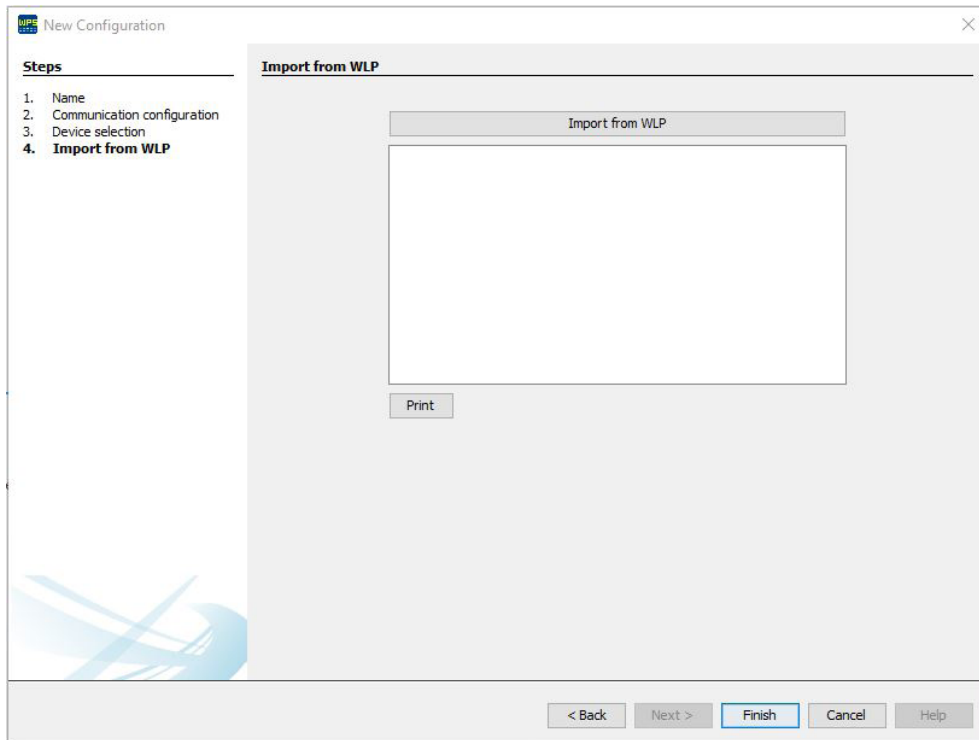 WPS New Configuration
Steps
1. Name
2. Communication configuration
3. Device selection
4. Import from WLP
Import from WLP
Import from WLP
Print
< Back Next > Finish Cancel Help